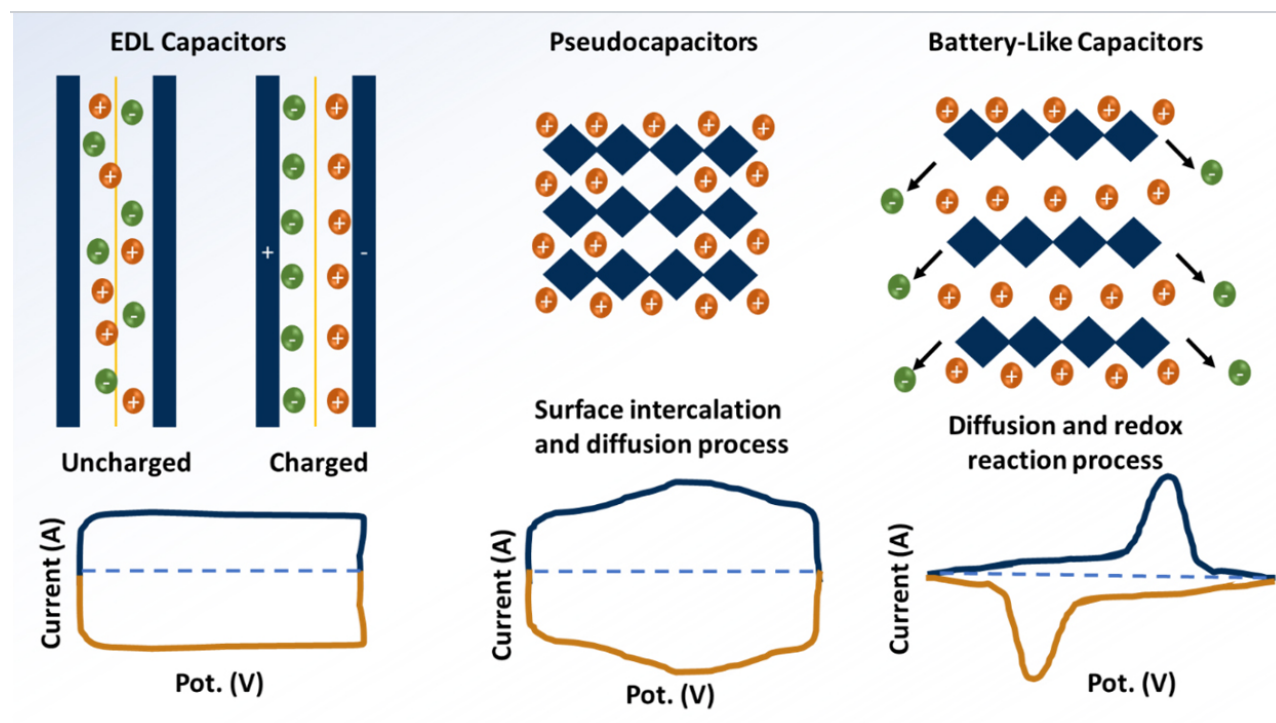 EDL Capacitors
Pseudocapacitors
Battery-Like Capacitors
+ -
Uncharged
Charged
Surface intercalation
and diffusion process
Diffusion and redox
reaction process
Current (A)
Pot. (V)
Current (A)
Pot. (V)
Current (A)
Pot. (V)